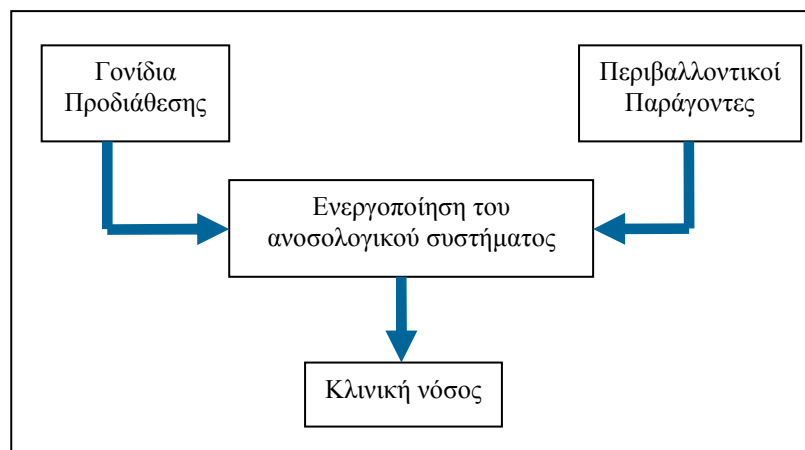 Γονίδια
Προδιάθεσης
Περιβαλλοντικοί
Παράγοντες
Ενεργοποίηση του
ανοσολογικού συστήματος
Κλινική νόσος